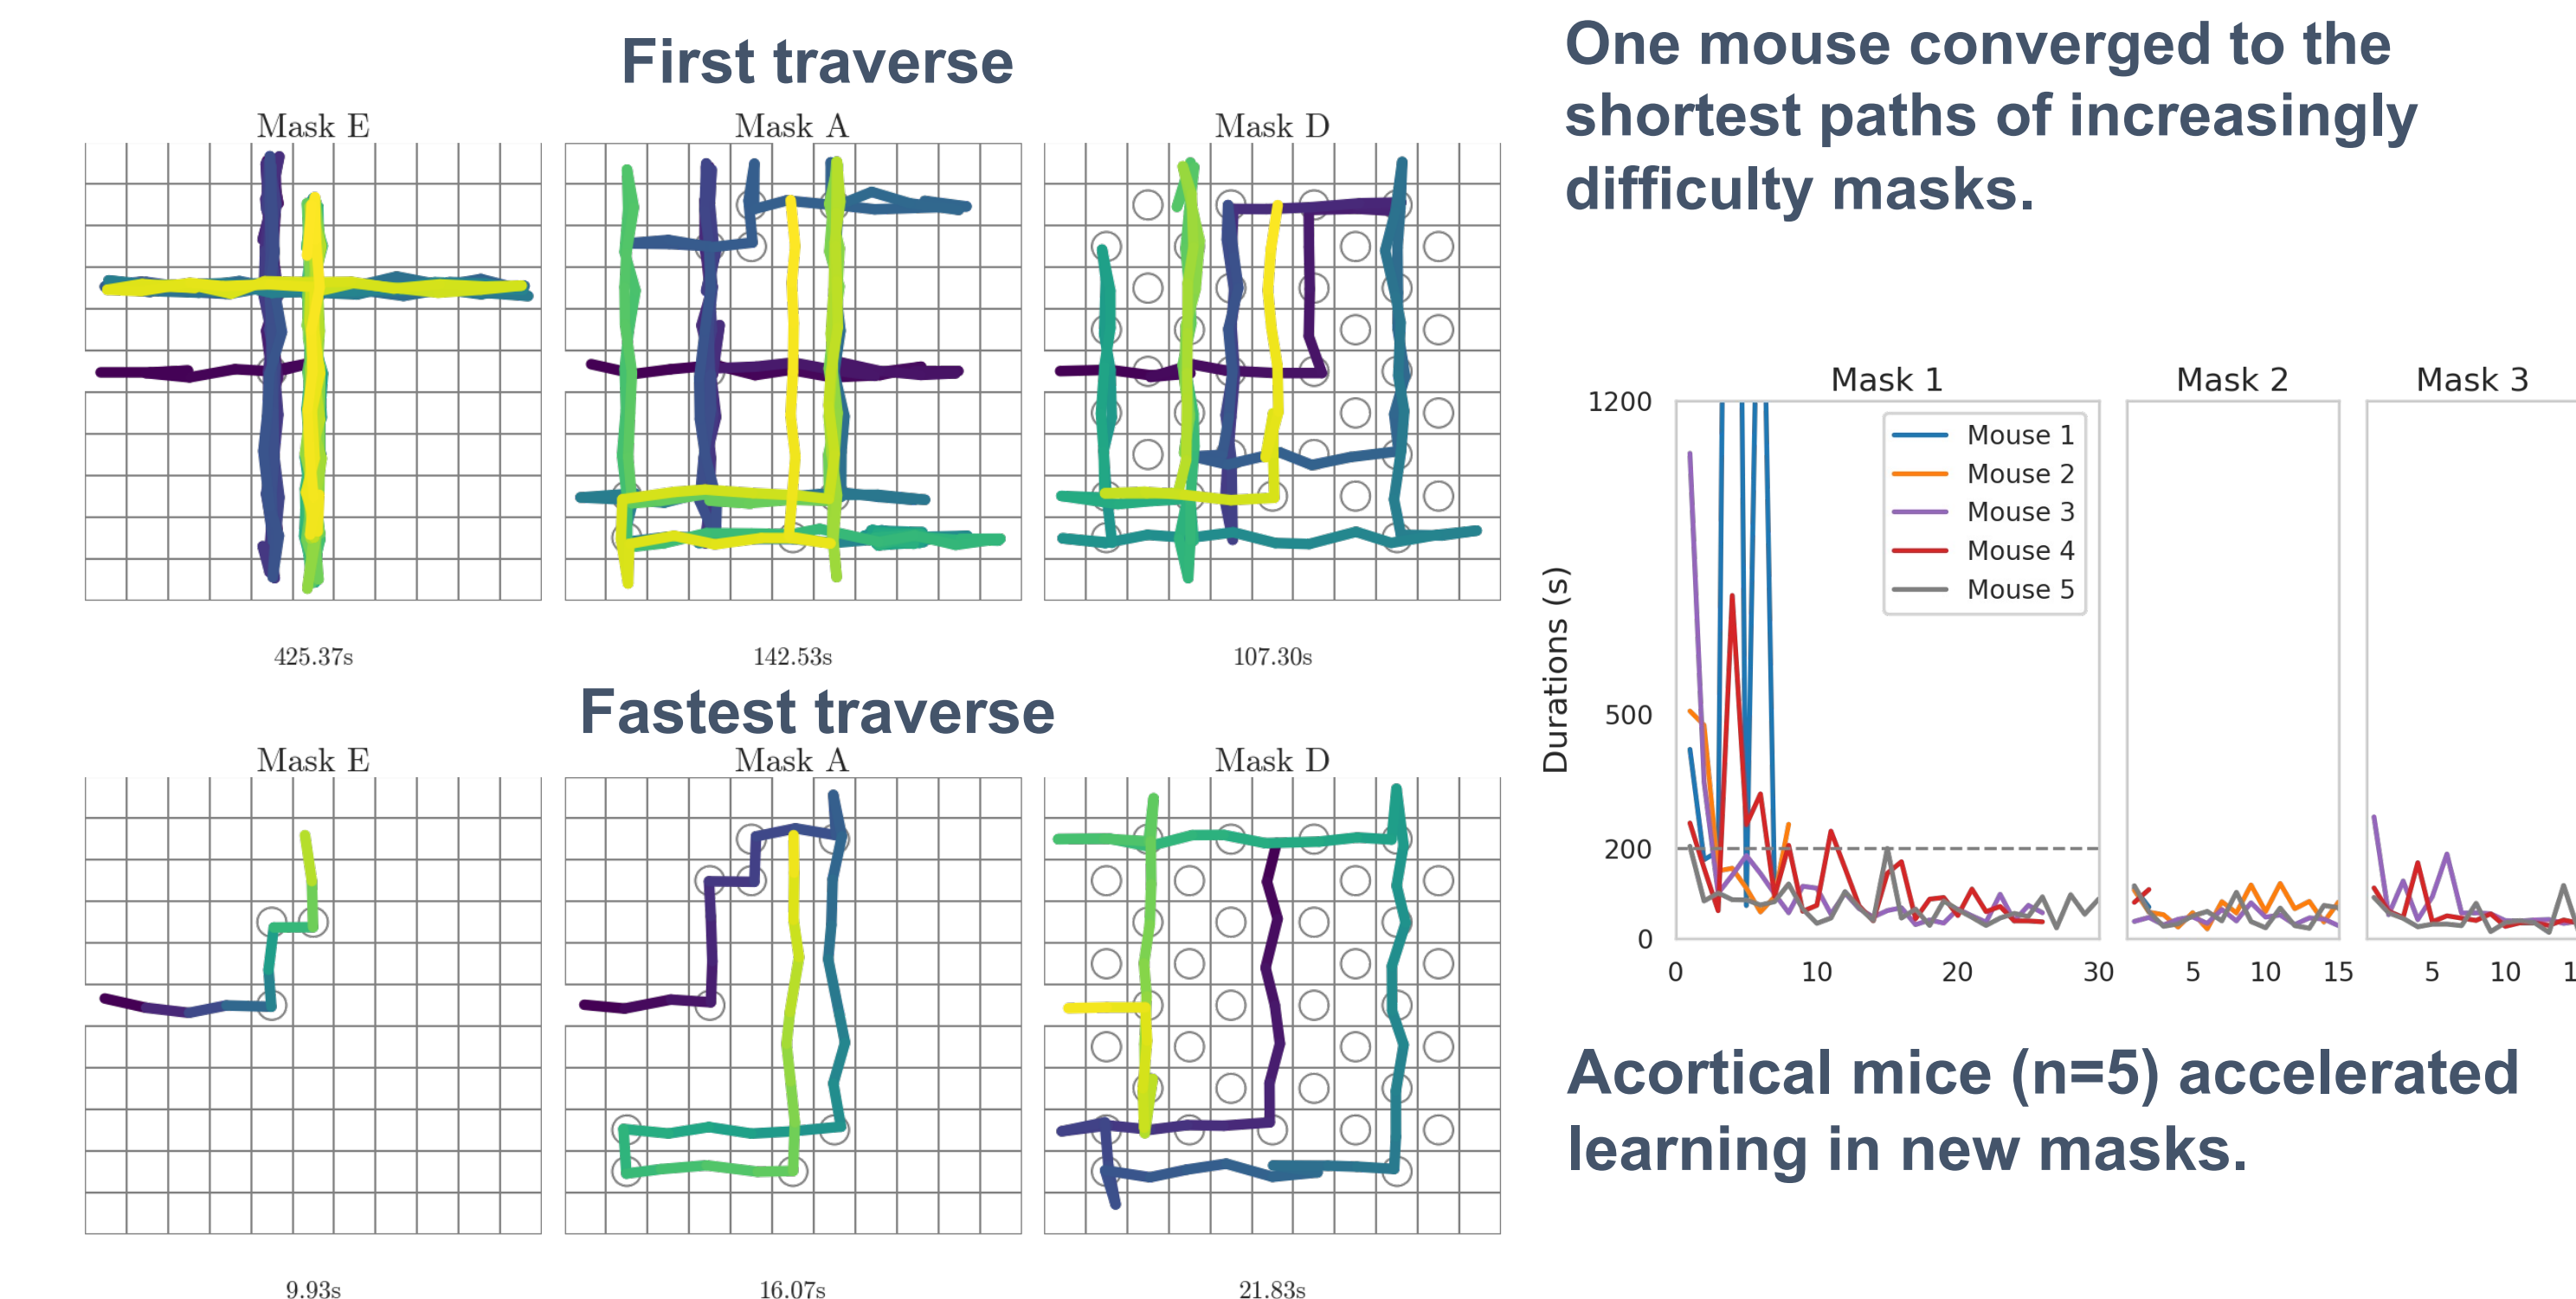 First traverse
Mask E
Mask A
Mask D
425.37s
142.53s
107.30s
Fastest traverse
Mask E
Mask A
Mask D
9.93s
16.07s
21.83s
One mouse converged to the
shortest paths of increasingly
difficulty masks.
Mask 1
Mask 2
Mask 3
Durations (s)
1200
500
200
0
Mouse 1
Mouse 2
Mouse 3
Mouse 4
Mouse 5
0 10 20 30
5 10 15
5 10
Acortical mice (n=5) accelerated
learning in new masks.